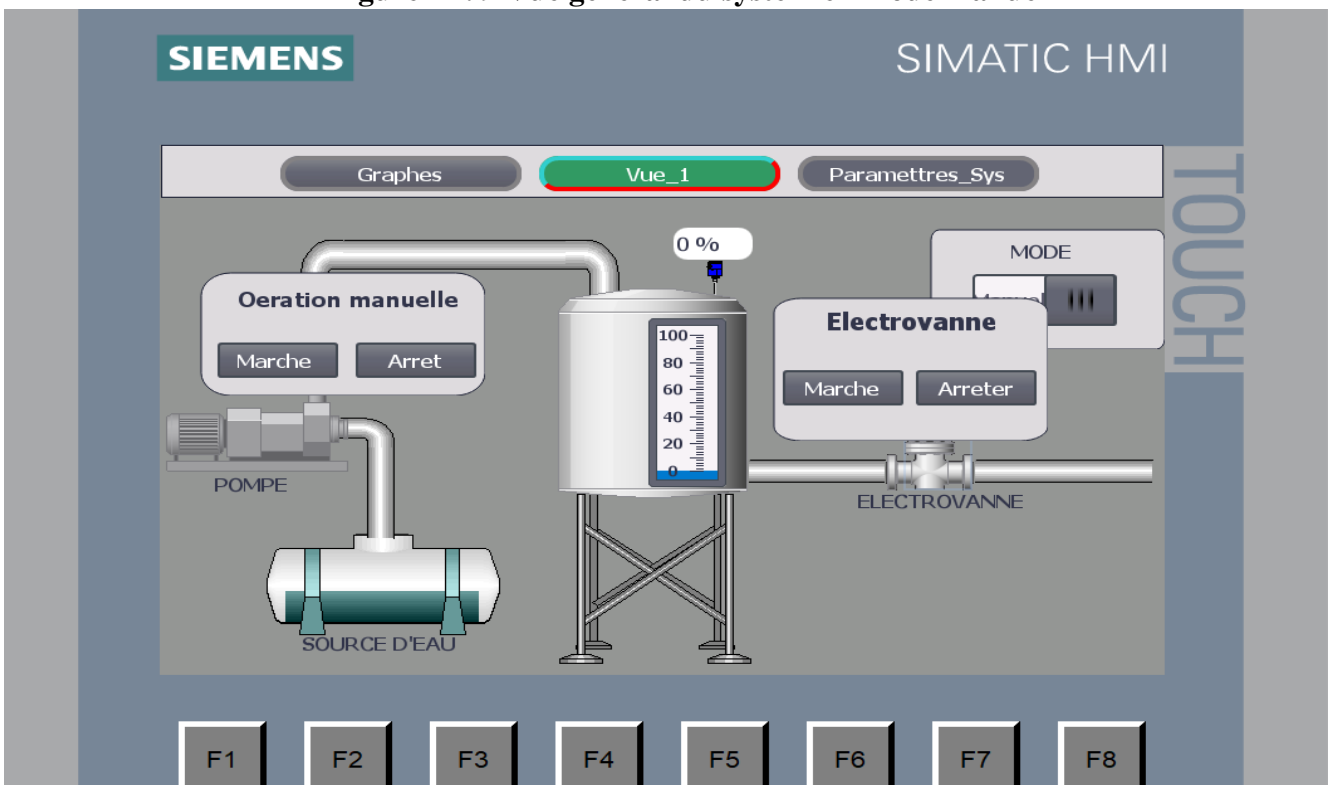 SIEMENS
SIMATIC HMI
TOUCH
Graphes
Vue_1
Paramettres_Sys
0 %
MODE
Oeration manuelle
Marche
Arret
Electrovanne
Marche
Arreter
100
80
60
40
20
0
POMPE
ELECTROVANNE
SOURCE D'EAU
F1
F2
F3
F4
F5
F6
F7
F8